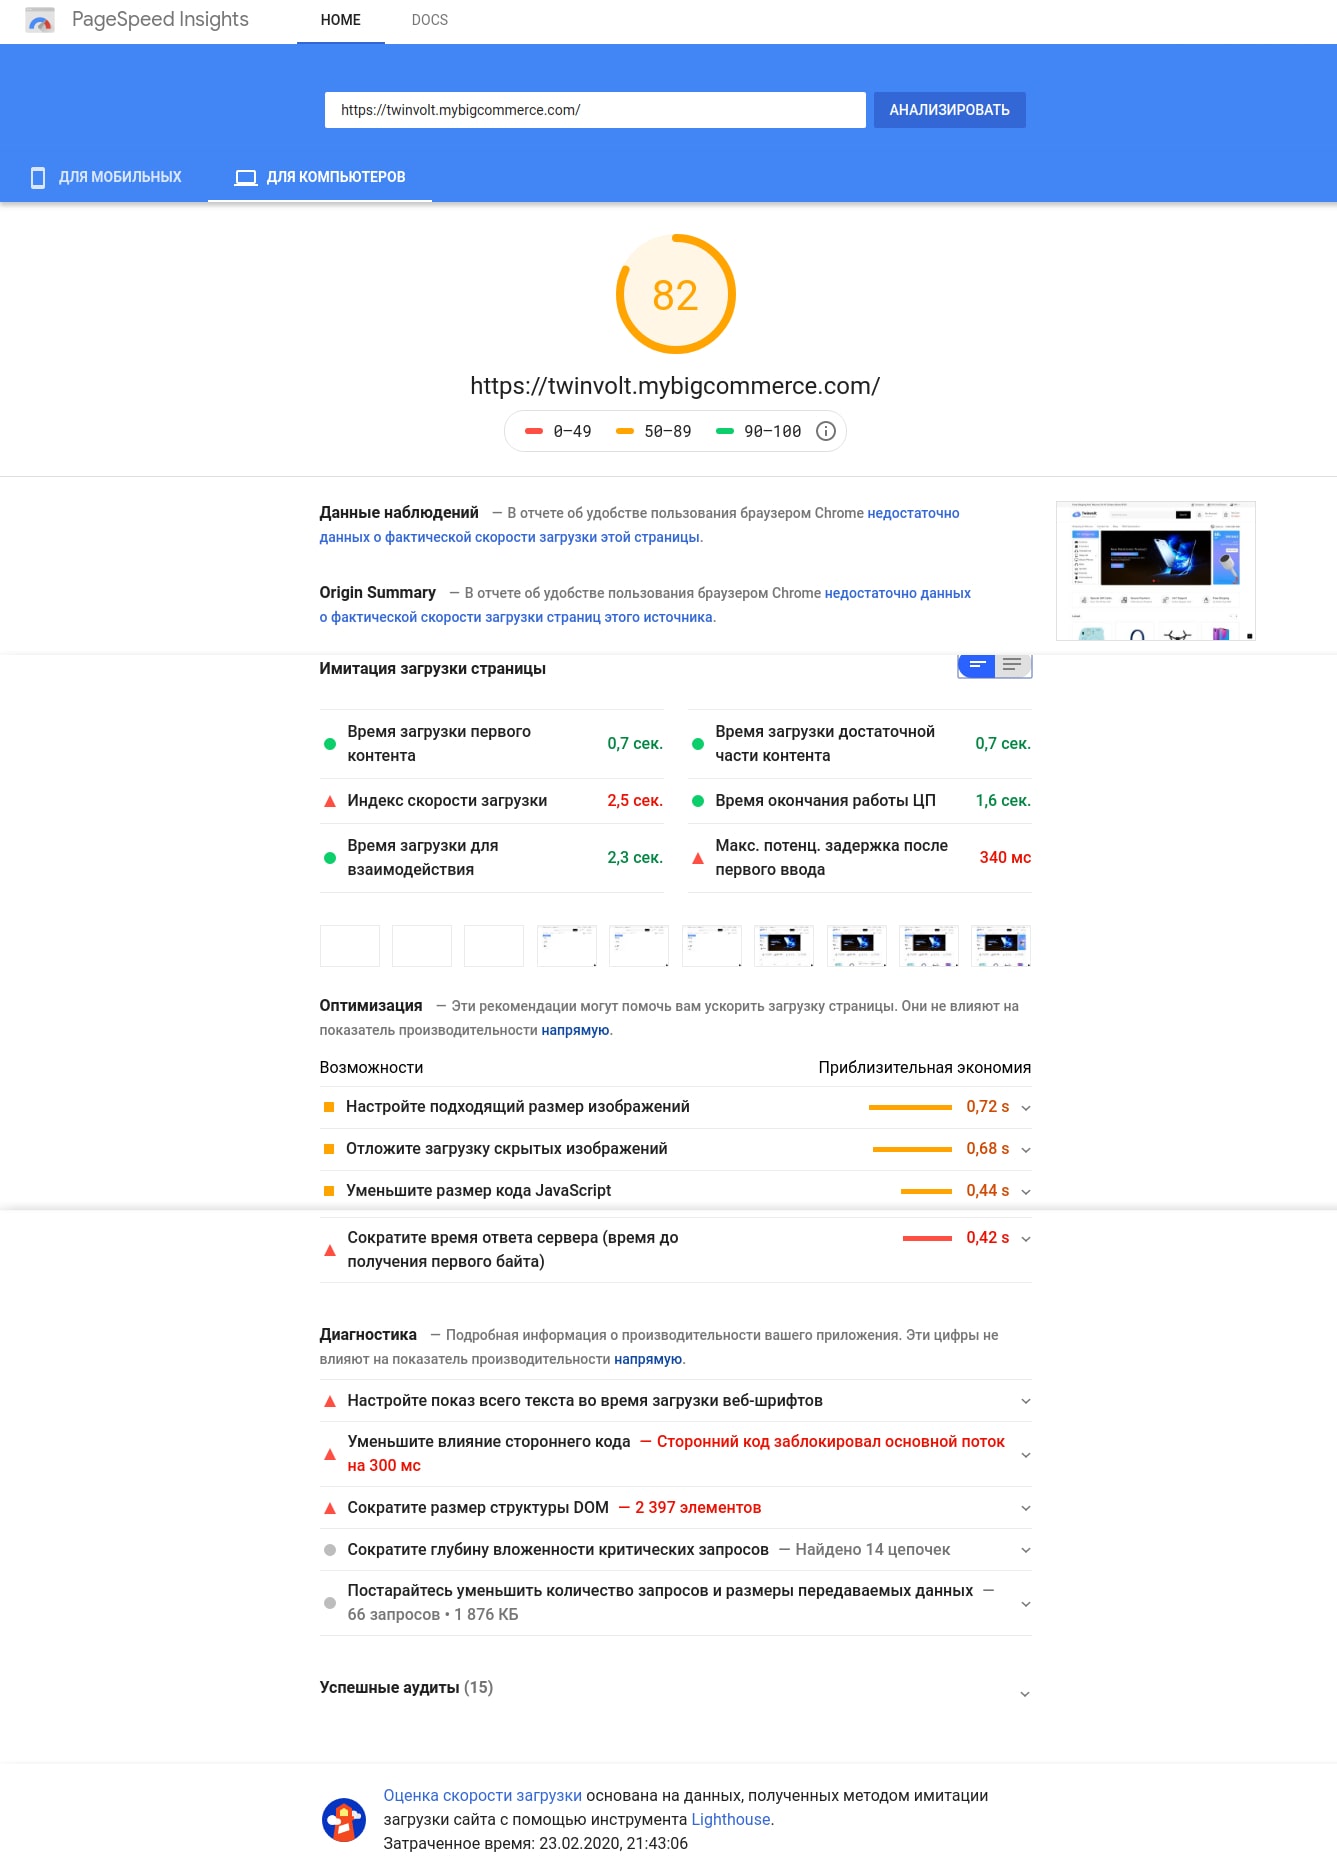 PageSpeed Insights
HOME
DOCS
https://twinvolt.mybigcommerce.com/
АНАЛИЗИРОВАТЬ
ДЛЯ МОБИЛЬНЫХ
ДЛЯ КОМПЬЮТЕРОВ
82
https://twinvolt.mybigcommerce.com/
0–49
50–89
90–100
Данные наблюдений — В отчете об удобстве пользования браузером Chrome недостаточно
данных о фактической скорости загрузки этой страницы.
Origin Summary — В отчете об удобстве пользования браузером Chrome недостаточно данных
о фактической скорости загрузки страниц этого источника.
Имитация загрузки страницы
Время загрузки первого
контента
0,7 сек.
Время загрузки достаточной
части контента
0,7 сек.
Индекс скорости загрузки
2,5 сек.
Время окончания работы ЦП
1,6 сек.
Время загрузки для
взаимодействия
2,3 сек.
Макс. потенц. задержка после
первого ввода
340 мс
Оптимизация — Эти рекомендации могут помочь вам ускорить загрузку страницы. Они не влияют на
показатель производительности напрямую.
Возможности
Приблизительная экономия
Настройте подходящий размер изображений
0,72 s
Отложите загрузку скрытых изображений
0,68 s
Уменьшите размер кода JavaScript
0,44 s
Сократите время ответа сервера (время до
получения первого байта)
0,42 s
Диагностика — Подробная информация о производительности вашего приложения. Эти цифры не
влияют на показатель производительности напрямую.
Настройте показ всего текста во время загрузки веб-шрифтов
Уменьшите влияние стороннего кода — Сторонний код заблокировал основной поток
на 300 мс
Сократите размер структуры DOM — 2 397 элементов
Сократите глубину вложенности критических запросов — Найдено 14 цепочек
Постарайтесь уменьшить количество запросов и размеры передаваемых данных —
66 запросов • 1 876 КБ
Успешные аудиты (15)
Оценка скорости загрузки основана на данных, полученных методом имитации
загрузки сайта с помощью инструмента Lighthouse.
Затраченное время: 23.02.2020, 21:43:06